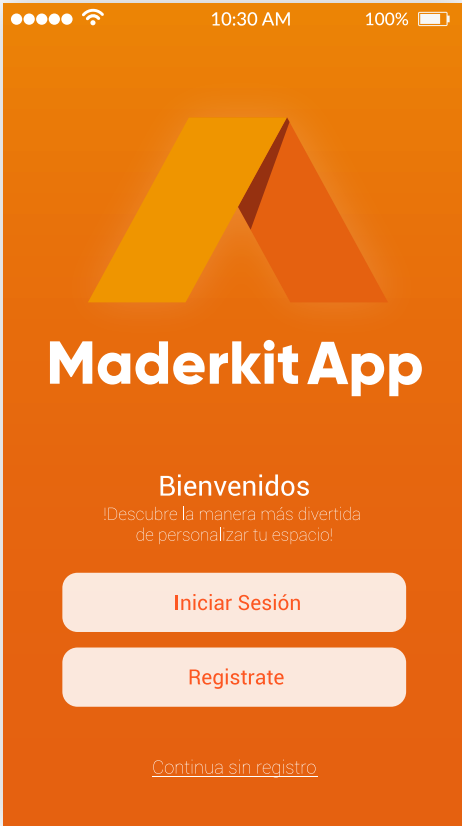 10:30 AM 100%
Maderkit App
Bienvenidos
!Descubre la manera más divertida
de personalizar tu espacio!
Iniciar Sesión
Registrate
Continua sin registro